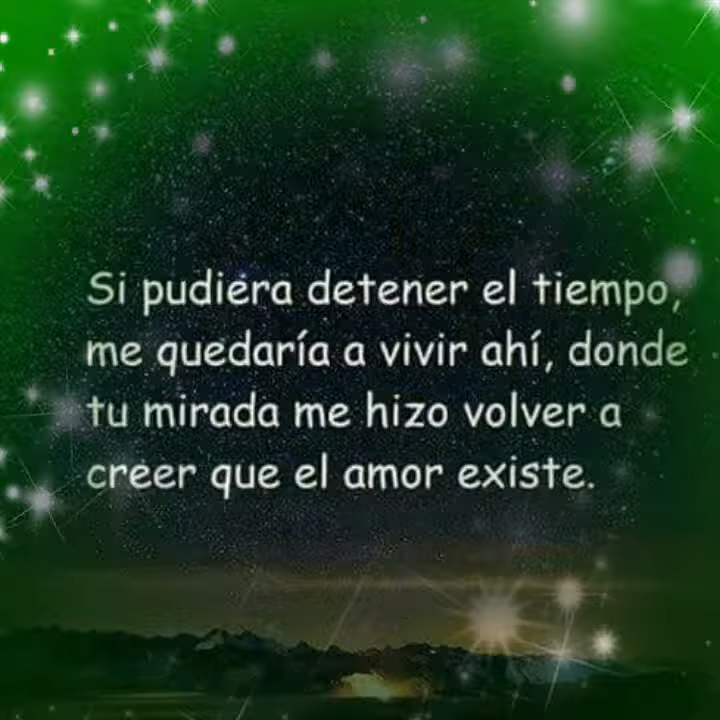 Si pudiera detener el tiempo,
me quedaría a vivir ahí, donde
tu mirada me hizo volver a
creer que el amor existe.